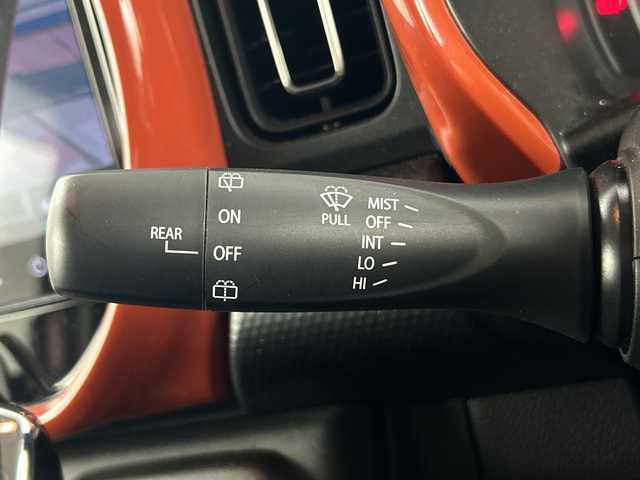 REAR
ON
OFF
PULL
MIST
OFF
INT
LO
HI